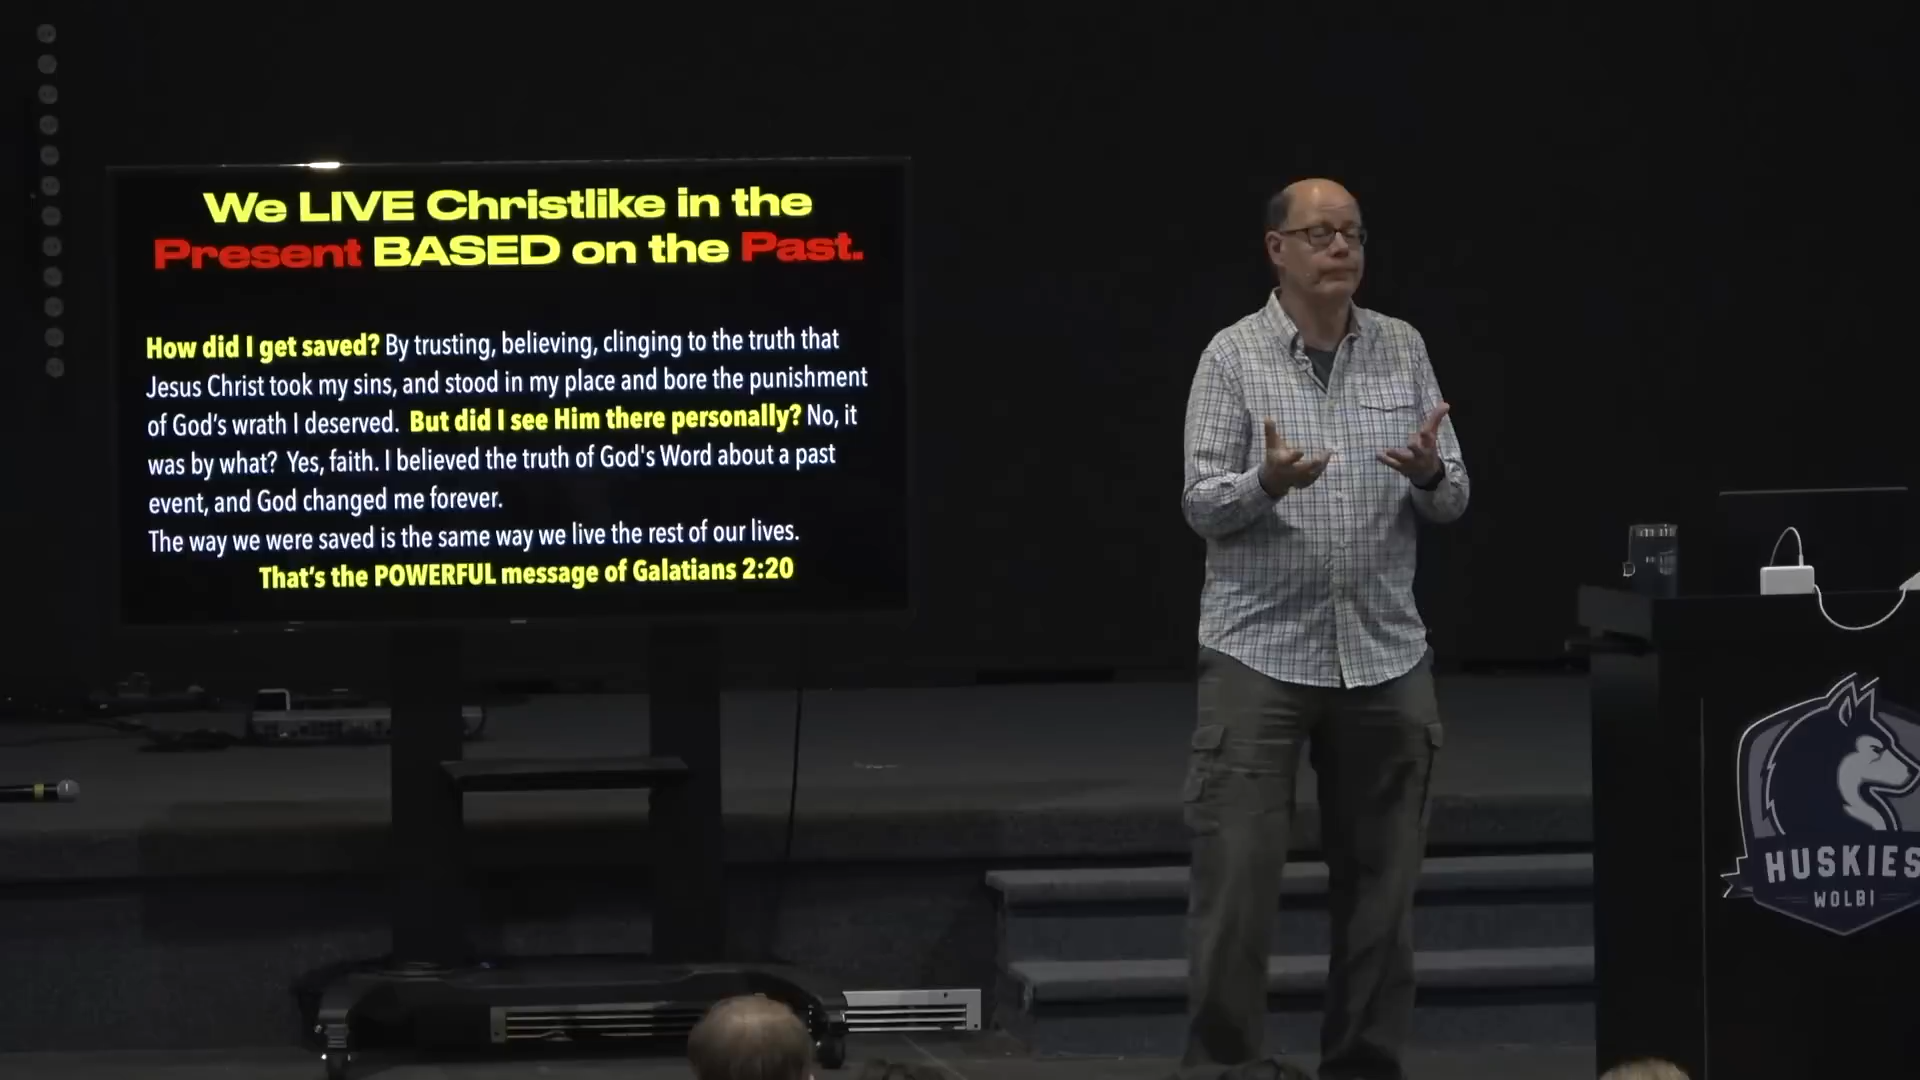 We LIVE Christlike in the
Present BASED on the Past.
How did I get saved? By trusting, believing, clinging to the truth that
Jesus Christ took my sins, and stood in my place and bore the punishment
of God's wrath I deserved. But did I see Him there personally? No, it
was by what? Yes, faith. I believed the truth of God's Word about a past
event, and God changed me forever.
The way we were saved is the same way we live the rest of our lives.
That's the POWERFUL message of Galatians 2:20
HUSKIES
WOLBI